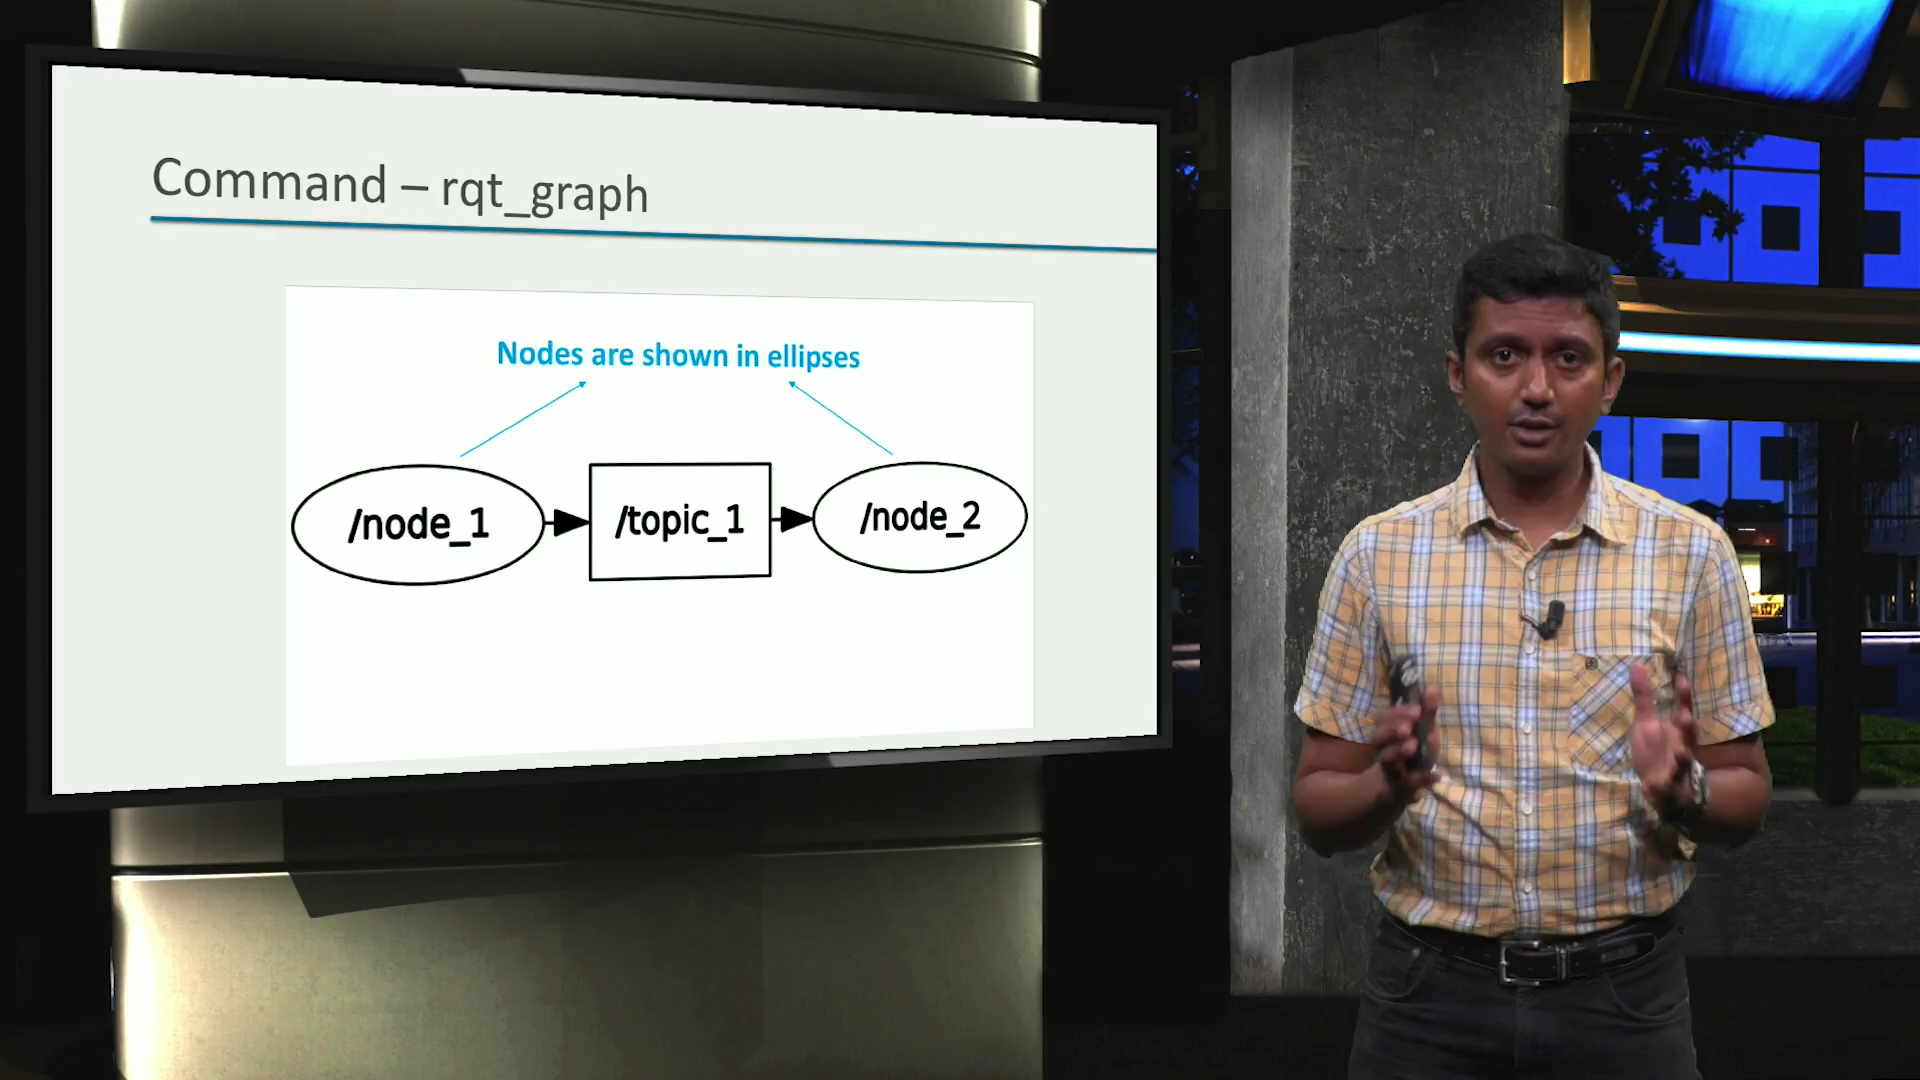 Command – rqt_graph
Nodes are shown in ellipses
/node_1
/topic_1
/node_2